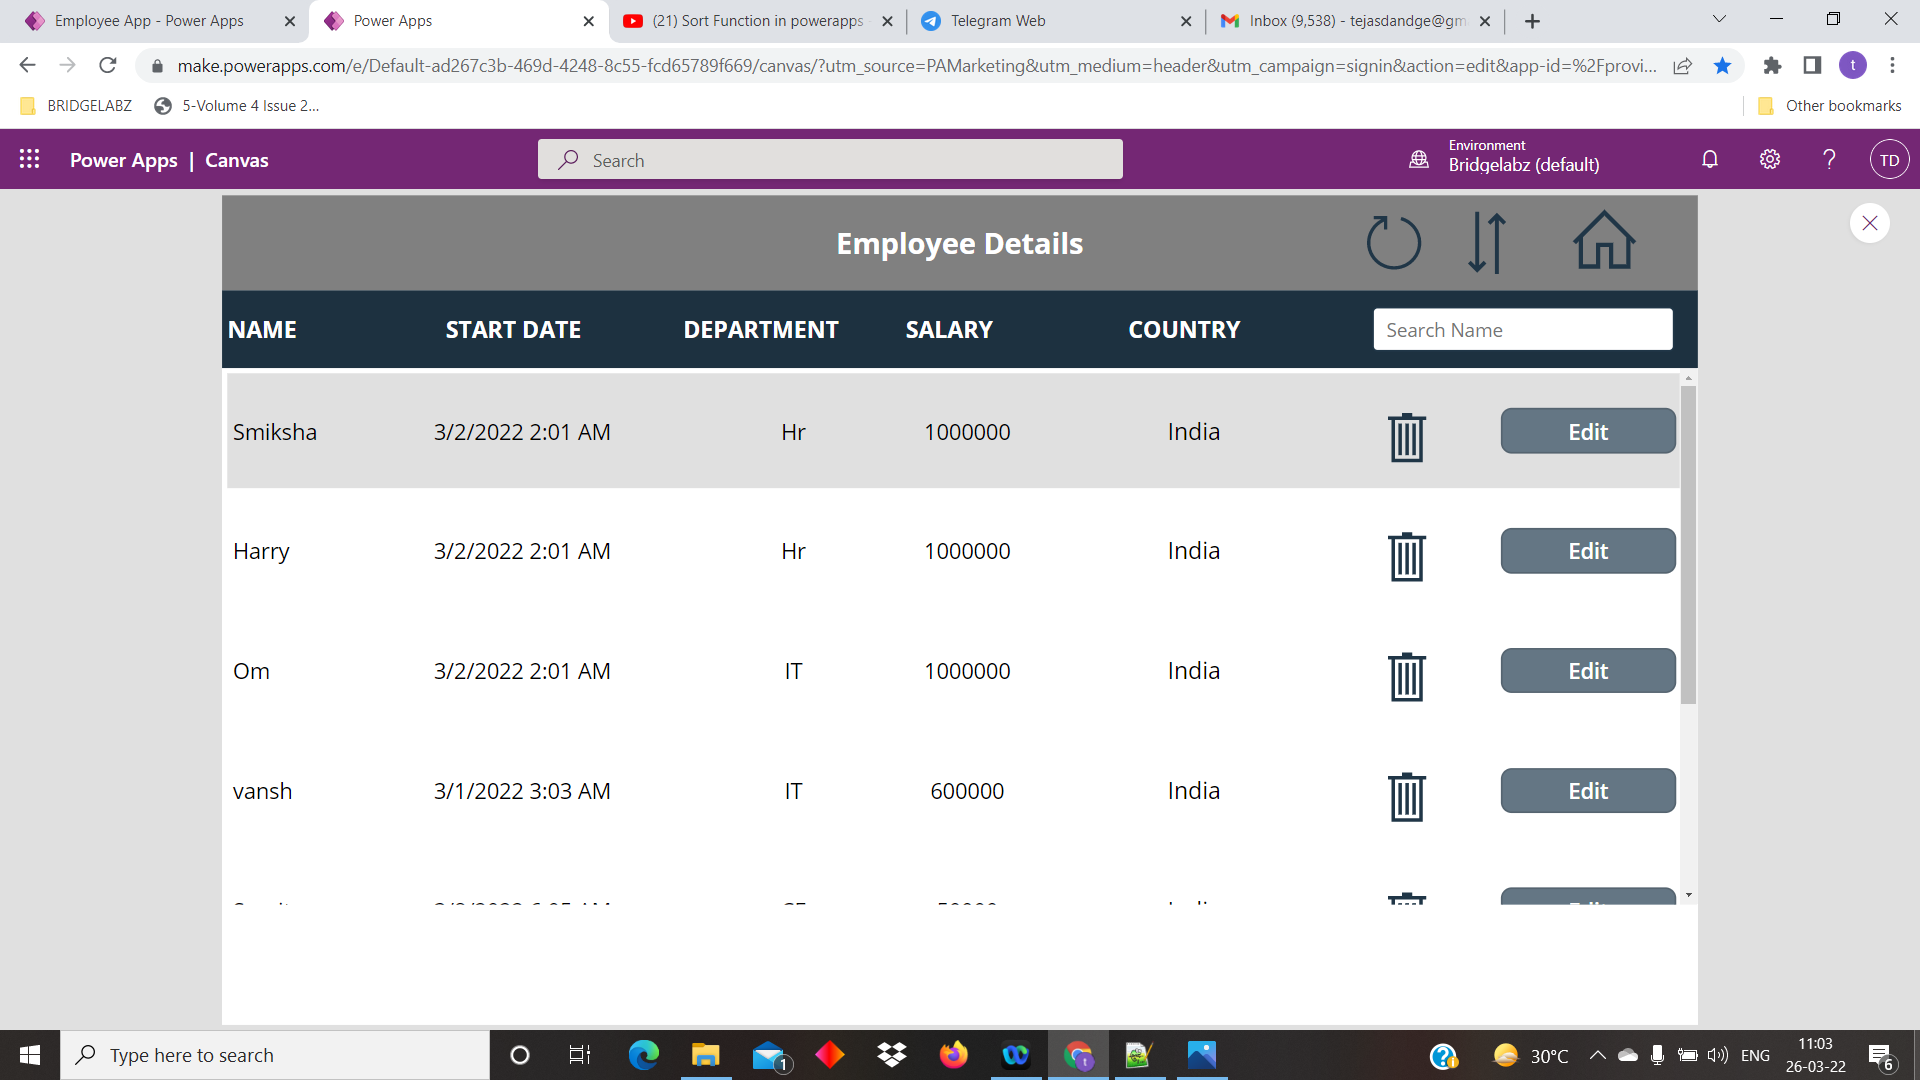 Employee App - Power Apps
Power Apps
(21) Sort Function in powerapps
Telegram Web
Inbox (9,538) - tejasdandge@gm
make.powerapps.com/e/Default-ad267c3b-469d-4248-8c55-fcd65789f669/canvas/?utm_source=PAMarketing&utm_medium=header&utm_campaign=signin&action=edit&app-id=%2Fprovi...
t
BRIDGELABZ
5-Volume 4 Issue 2...
Other bookmarks
Power Apps | Canvas
Search
Environment
Bridgelabz (default)
?
TD
Employee Details
NAME START DATE DEPARTMENT SALARY COUNTRY Search Name
Smiksha 3/2/2022 2:01 AM Hr 1000000 India Edit
Harry 3/2/2022 2:01 AM Hr 1000000 India Edit
Om 3/2/2022 2:01 AM IT 1000000 India Edit
vansh 3/1/2022 3:03 AM IT 600000 India Edit
Type here to search
1
t
30°C
ENG
11:03
26-03-22
6